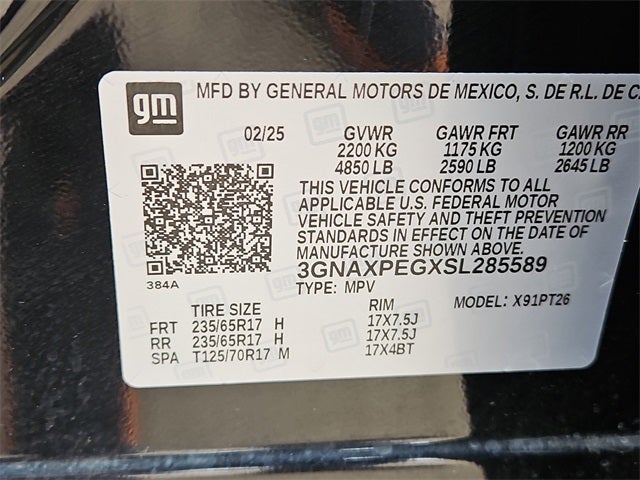 gm
MFD BY GENERAL MOTORS DE MEXICO, S. DE R.L. DE C.
02/25 GVWR GAWR FRT GAWR RR
2200 KG 1175 KG 1200 KG
4850 LB 2590 LB 2645 LB
THIS VEHICLE CONFORMS TO ALL
APPLICABLE U.S. FEDERAL MOTOR
VEHICLE SAFETY AND THEFT PREVENTION
STANDARDS IN EFFECT ON THE DATE OF
MANUFACTURE SHOWN ABOVE.
3GNAXPEGXSL285589
384A
TYPE: MPV MODEL: X91PT26
TIRE SIZE RIM
FRT 235/65R17 H 17X7.5J
RR 235/65R17 H 17X7.5J
SPA T125/70R17 M 17X4BT